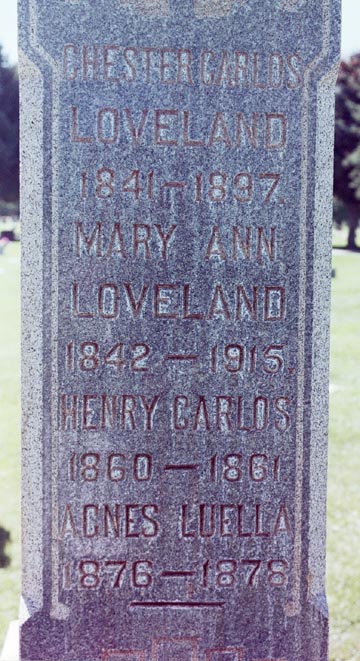 CHESTER CARLOS
LOVELAND
1841—1897.
MARY ANN
LOVELAND
1842—1915.
HENRY CARLOS
1860—1861.
AGNES LUELLA
1876—1878